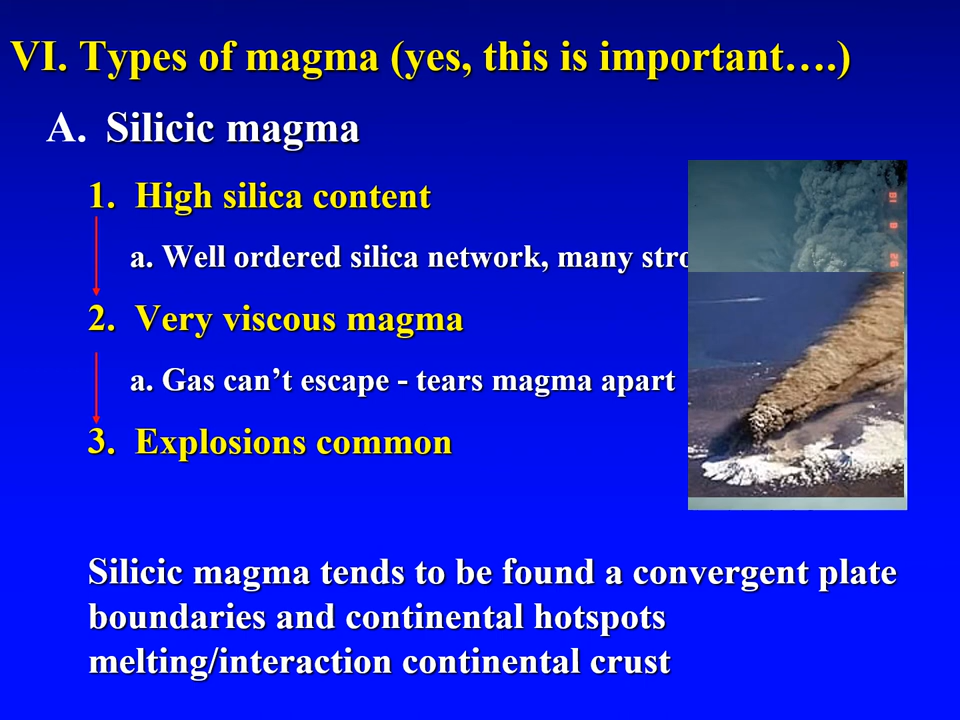 VI. Types of magma (yes, this is important….)
A. Silicic magma
1. High silica content
a. Well ordered silica network, many
2. Very viscous magma
a. Gas can’t escape - tears magma apart
3. Explosions common
Silicic magma tends to be found a convergent plate
boundaries and continental hotspots
melting/interaction continental crust